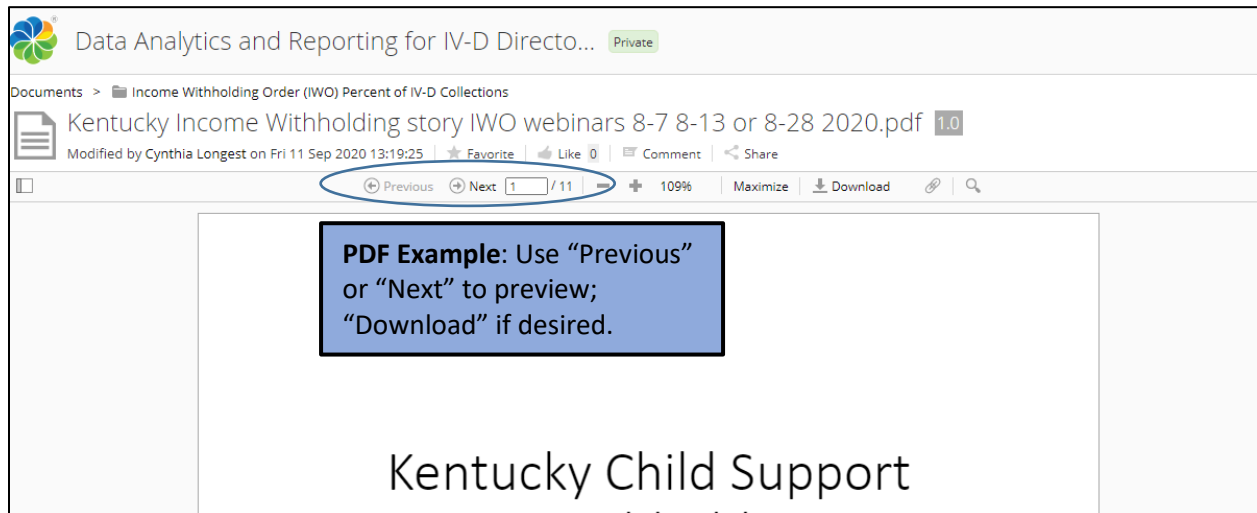 Data Analytics and Reporting for IV-D Directo... Private
Documents > Income Withholding Order (IWO) Percent of IV-D Collections
Kentucky Income Withholding story IWO webinars 8-7 8-13 or 8-28 2020.pdf 1.0
Modified by Cynthia Longest on Fri 11 Sep 2020 13:19:25 Favorite Like 0 Comment Share
Previous Next 1 / 11 109% Maximize Download
PDF Example: Use “Previous”
or “Next” to preview;
“Download” if desired.
Kentucky Child Support